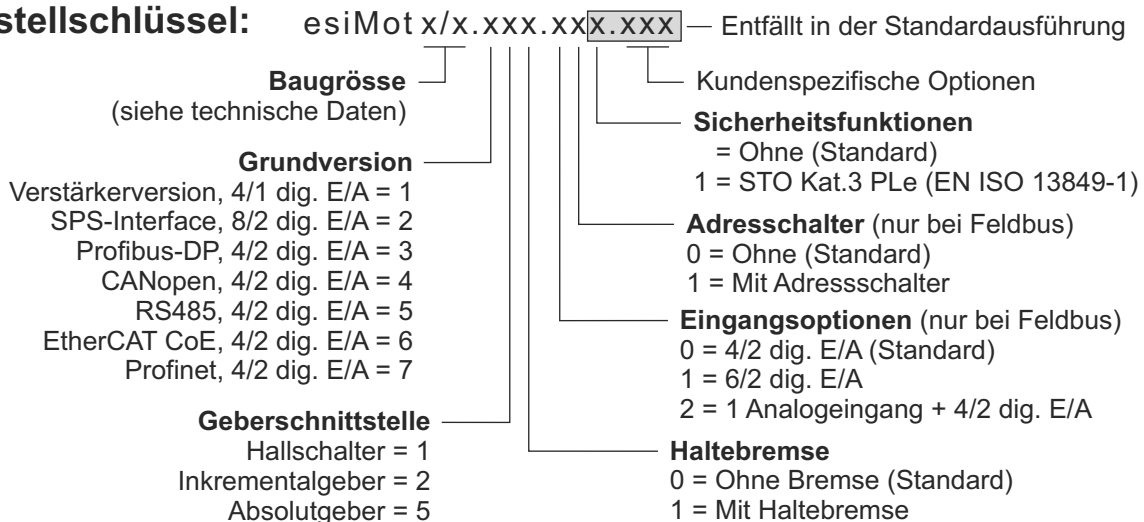 stellschlüssel: esiMot x/x.xxx.xxx.xxx Entfällt in der Standardausführung
Baugrösse
(siehe technische Daten)
Grundversion
Verstärkerversion, 4/1 dig. E/A = 1
SPS-Interface, 8/2 dig. E/A = 2
Profibus-DP, 4/2 dig. E/A = 3
CANopen, 4/2 dig. E/A = 4
RS485, 4/2 dig. E/A = 5
EtherCAT CoE, 4/2 dig. E/A = 6
Profinet, 4/2 dig. E/A = 7
Geberschnittstelle
Hallschalter = 1
Inkrementalgeber = 2
Absolutgeber = 5
Kundenspezifische Optionen
Sicherheitsfunktionen
= Ohne (Standard)
1 = STO Kat.3 PLe (EN ISO 13849-1)
Adresschalter (nur bei Feldbus)
0 = Ohne (Standard)
1 = Mit Adressschalter
Eingangsoptionen (nur bei Feldbus)
0 = 4/2 dig. E/A (Standard)
1 = 6/2 dig. E/A
2 = 1 Analogeingang + 4/2 dig. E/A
Haltebremse
0 = Ohne Bremse (Standard)
1 = Mit Haltebremse